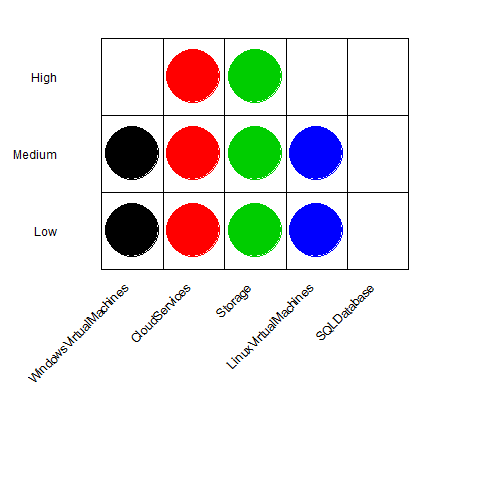 High
Medium
Low
WindowsVirtualMachines
CloudServices
Storage
LinuxVirtualMachines
SQLDatabase